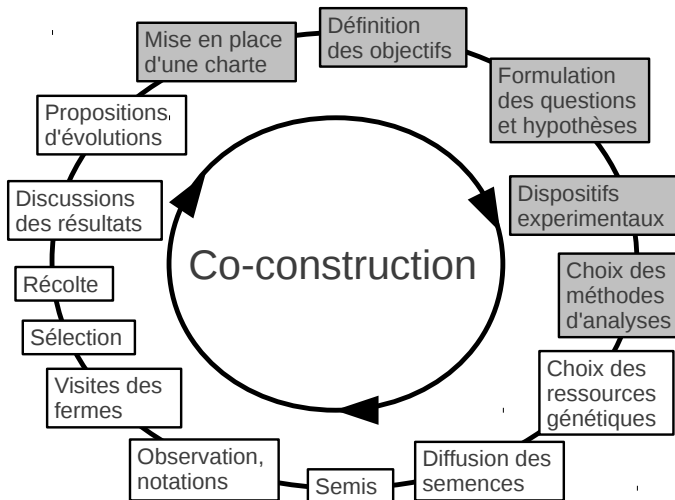 Mise en place
d'une charte
Définition
des objectifs
Formulation
des questions
et hypothèses
Dispositifs
experimentaux
Choix des
méthodes
d'analyses
Choix des
ressources
génétiques
Diffusion des
semences
Semis
Observation,
notations
Visites des
fermes
Sélection
Récolte
Discussions
des résultats
Propositions
d'évolutions
Co-construction